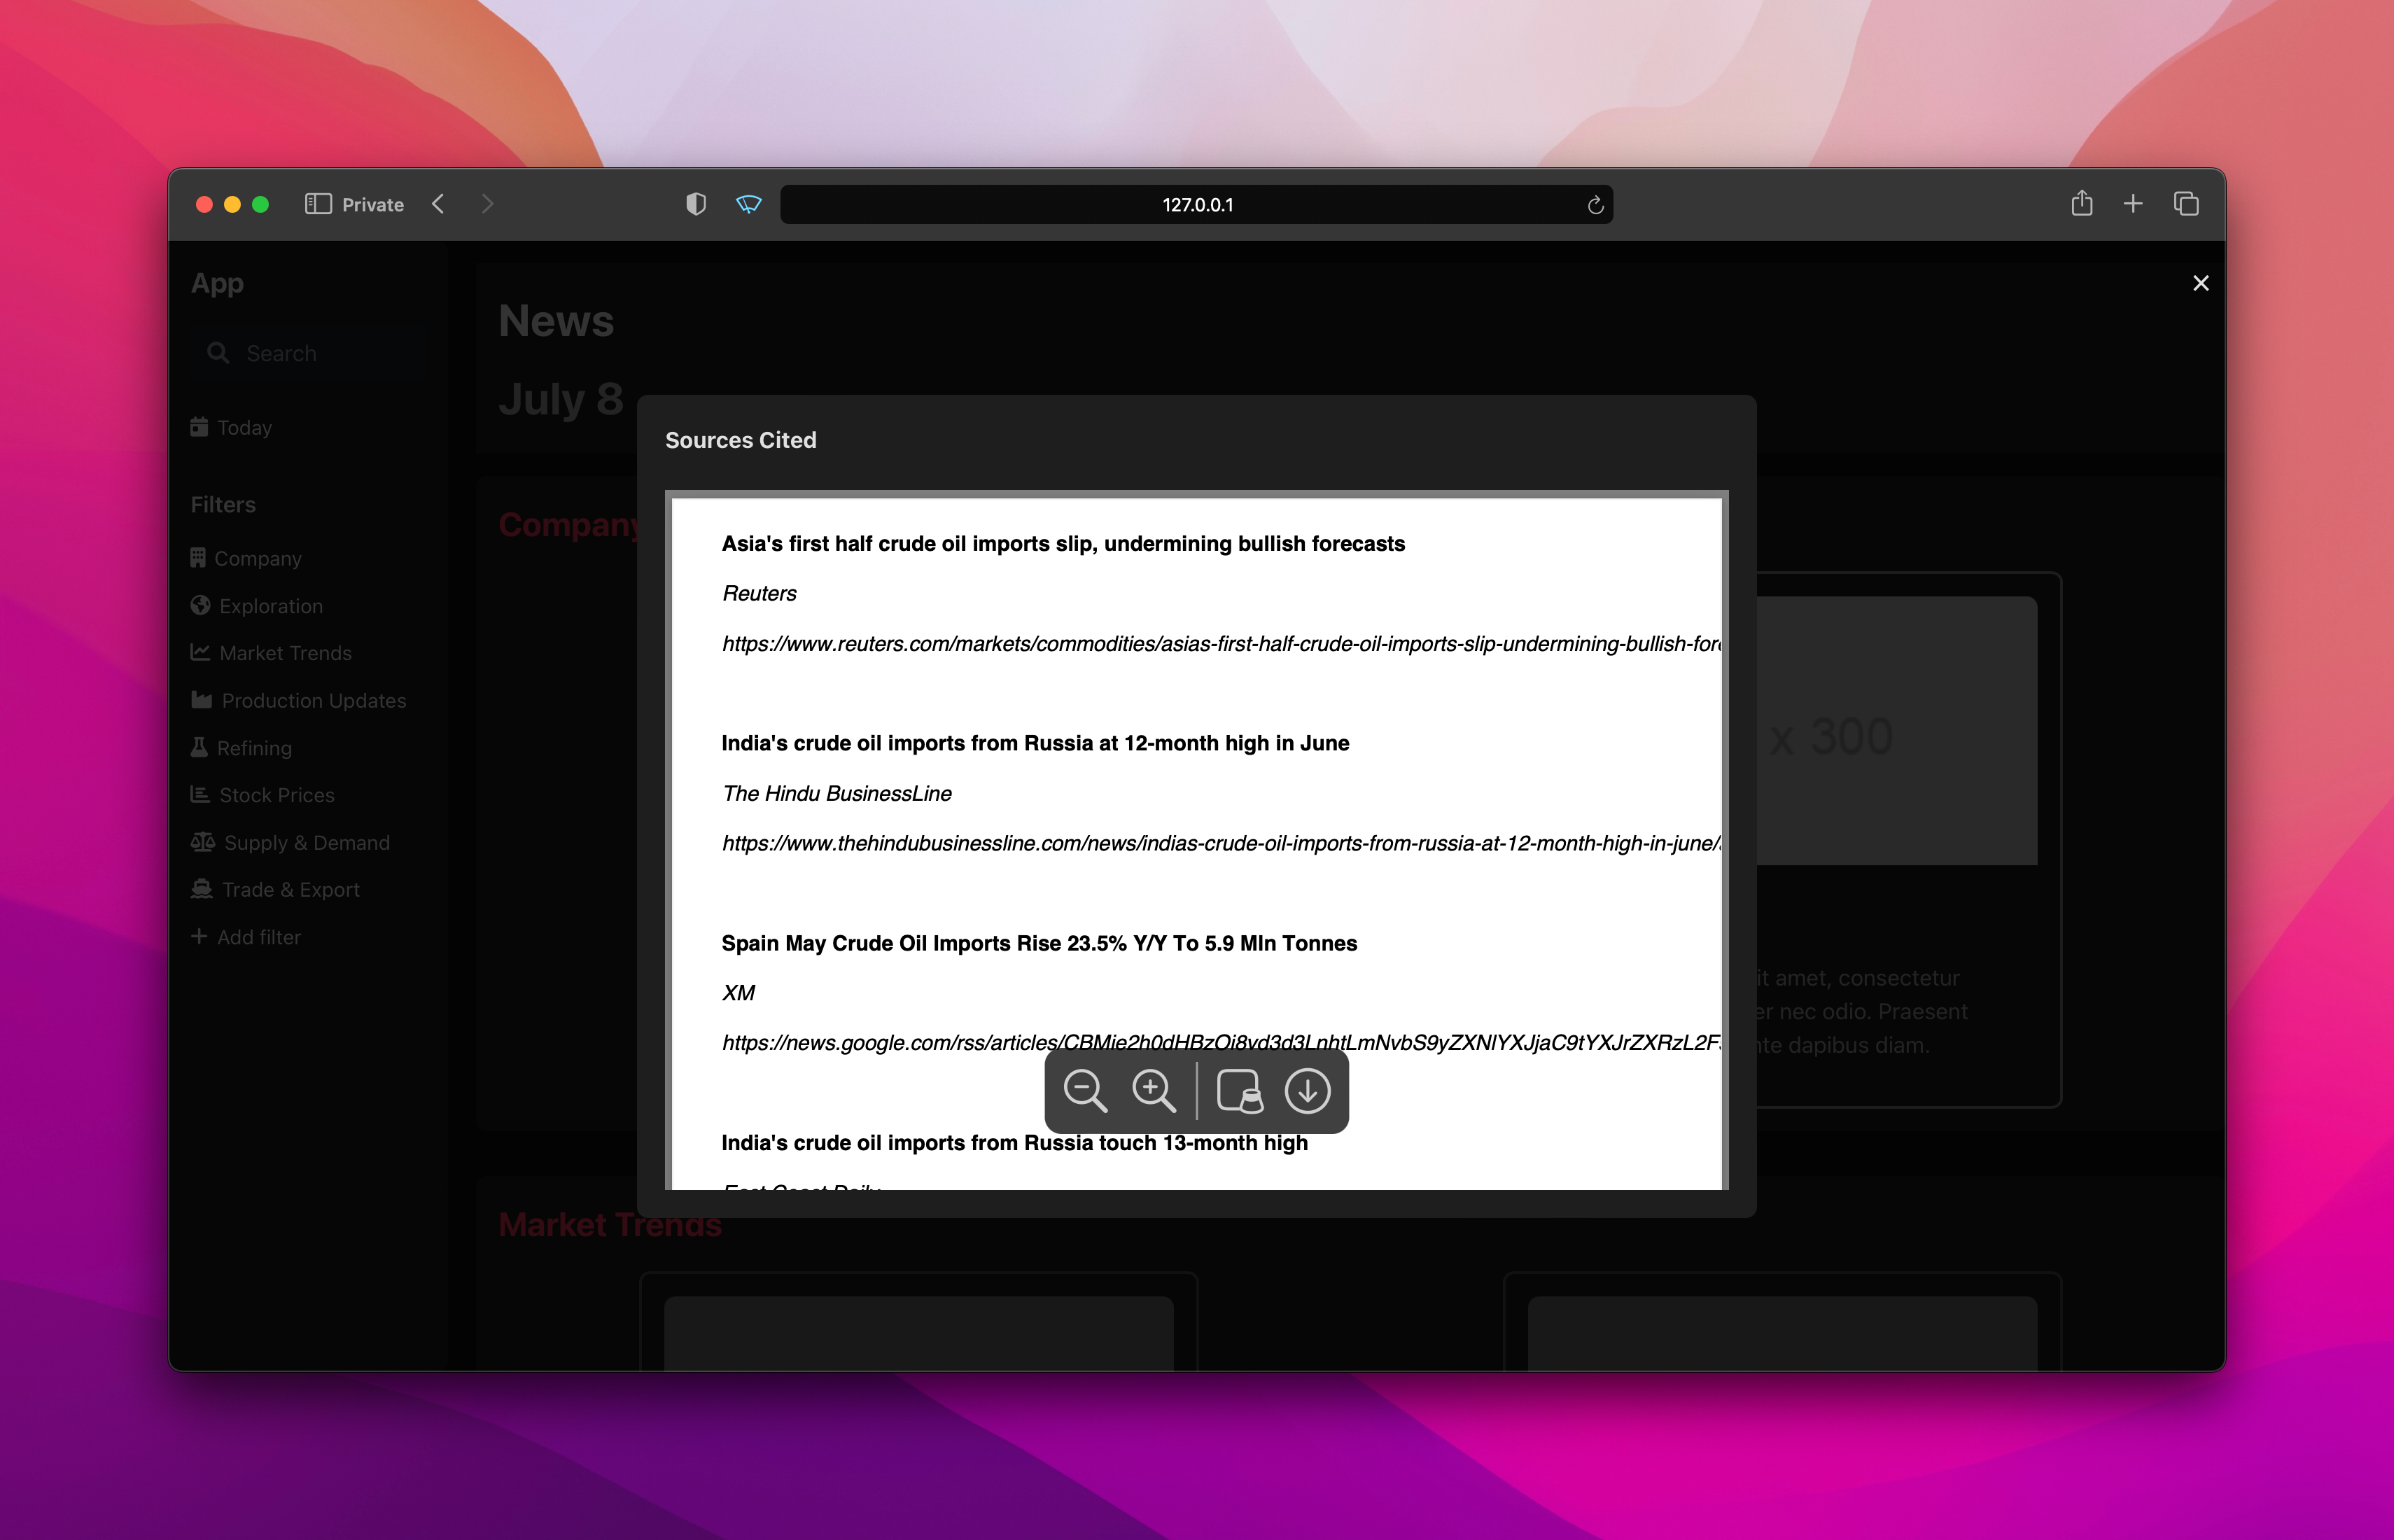 Private
127.0.0.1
App
Search
Today
Filters
Company
Exploration
Market Trends
Production Updates
Refining
Stock Prices
Supply & Demand
Trade & Export
Add filter
News
July 8
Company
Sources Cited
Asia's first half crude oil imports slip, undermining bullish forecasts
Reuters
https://www.reuters.com/markets/commodities/asias-first-half-crude-oil-imports-slip-undermining-bullish-for
India's crude oil imports from Russia at 12-month high in June
The Hindu BusinessLine
https://www.thehindubusinessline.com/news/indias-crude-oil-imports-from-russia-at-12-month-high-in-june/
Spain May Crude Oil Imports Rise 23.5% Y/Y To 5.9 Mln Tonnes
XM
https://news.google.com/rss/articles/CBMie2h0dHBzOi8vd3d3LnhtLmNvbS9yZXNlYXJjaC9tYXJrZXRzL2F
India's crude oil imports from Russia touch 13-month high
East Coast Daily
x 300
it amet, consectetur
er nec odio. Praesent
nte dapibus diam.
Market Trends